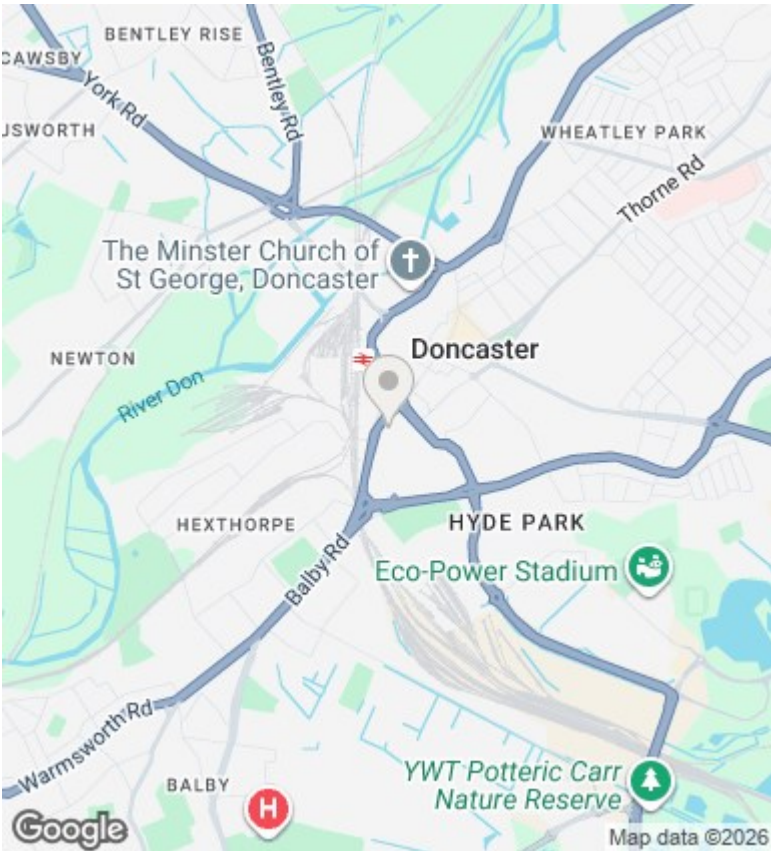 BENTLEY RISE
CAWSBY
Bentley Rd
York Rd
USWORTH
WHEATLEY PARK
Thorne Rd
The Minster Church of
St George, Doncaster
Doncaster
NEWTON
River Don
HEXTHORPE
HYDE PARK
Balby Rd
Eco-Power Stadium
Warmsworth Rd
BALBY
H
YWT Potteric Carr
Nature Reserve
Google
Map data ©2026